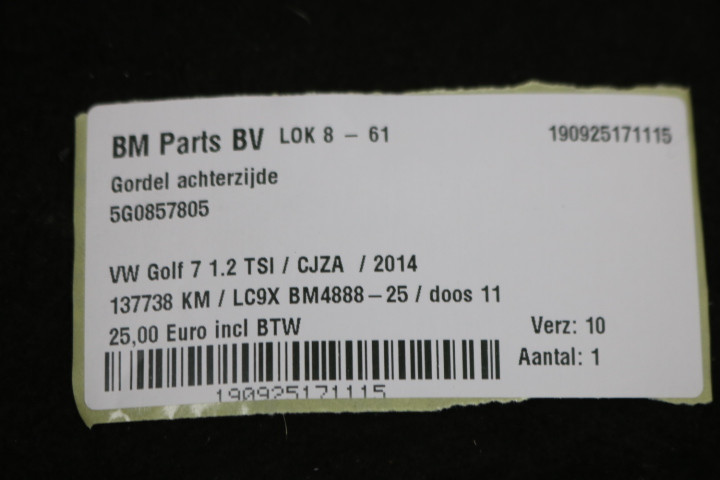 BM Parts BV LOK 8 - 61 190925171115
Gordel achterzijde
5G0857805
VW Golf 7 1.2 TSI / CJZA / 2014
137738 KM / LC9X BM4888-25 / doos 11
25,00 Euro incl BTW Verz: 10
Aantal: 1
190925171115